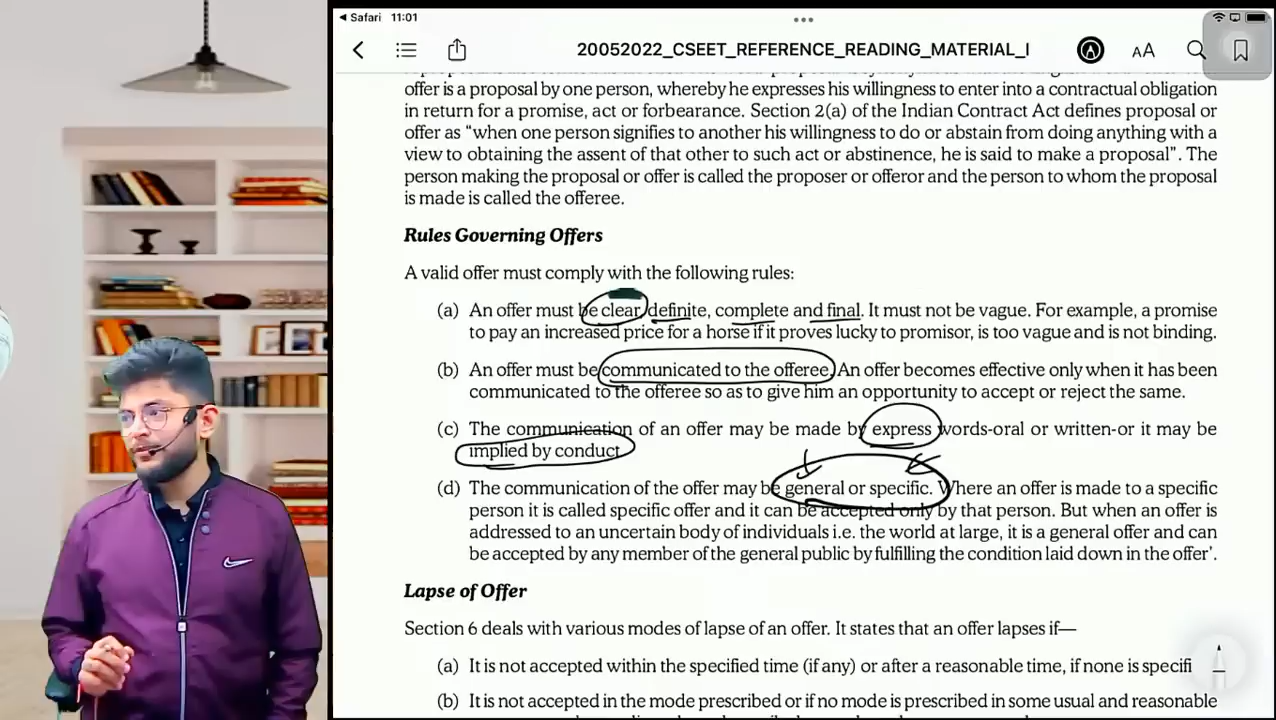 Safari 11:01
20052022_CSEET_REFERENCE_READING_MATERIAL_I
AA
offer is a proposal by one person, whereby he expresses his willingness to enter into a contractual obligation
in return for a promise, act or forbearance. Section 2(a) of the Indian Contract Act defines proposal or
offer as “when one person signifies to another his willingness to do or abstain from doing anything with a
view to obtaining the assent of that other to such act or abstinence, he is said to make a proposal”. The
person making the proposal or offer is called the proposer or offeror and the person to whom the proposal
is made is called the offeree.
Rules Governing Offers
A valid offer must comply with the following rules:
(a) An offer must be clear, definite, complete and final. It must not be vague. For example, a promise
to pay an increased price for a horse if it proves lucky to promisor, is too vague and is not binding.
(b) An offer must be communicated to the offeree. An offer becomes effective only when it has been
communicated to the offeree so as to give him an opportunity to accept or reject the same.
(c) The communication of an offer may be made by express words-oral or written-or it may be
implied by conduct.
(d) The communication of the offer may be general or specific. Where an offer is made to a specific
person it is called specific offer and it can be accepted only by that person. But when an offer is
addressed to an uncertain body of individuals i.e. the world at large, it is a general offer and can
be accepted by any member of the general public by fulfilling the condition laid down in the offer’.
Lapse of Offer
Section 6 deals with various modes of lapse of an offer. It states that an offer lapses if—
(a) It is not accepted within the specified time (if any) or after a reasonable time, if none is specifi
(b) It is not accepted in the mode prescribed or if no mode is prescribed in some usual and reasonable